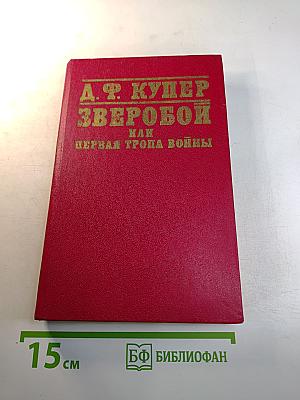 Д. Ф. КУПЕР
ЗВЕРОБОЙ
ИЛИ
ПЕРВАЯ ТРОПА ВОЙНЫ
15 см
БФ БИБЛИОФАН